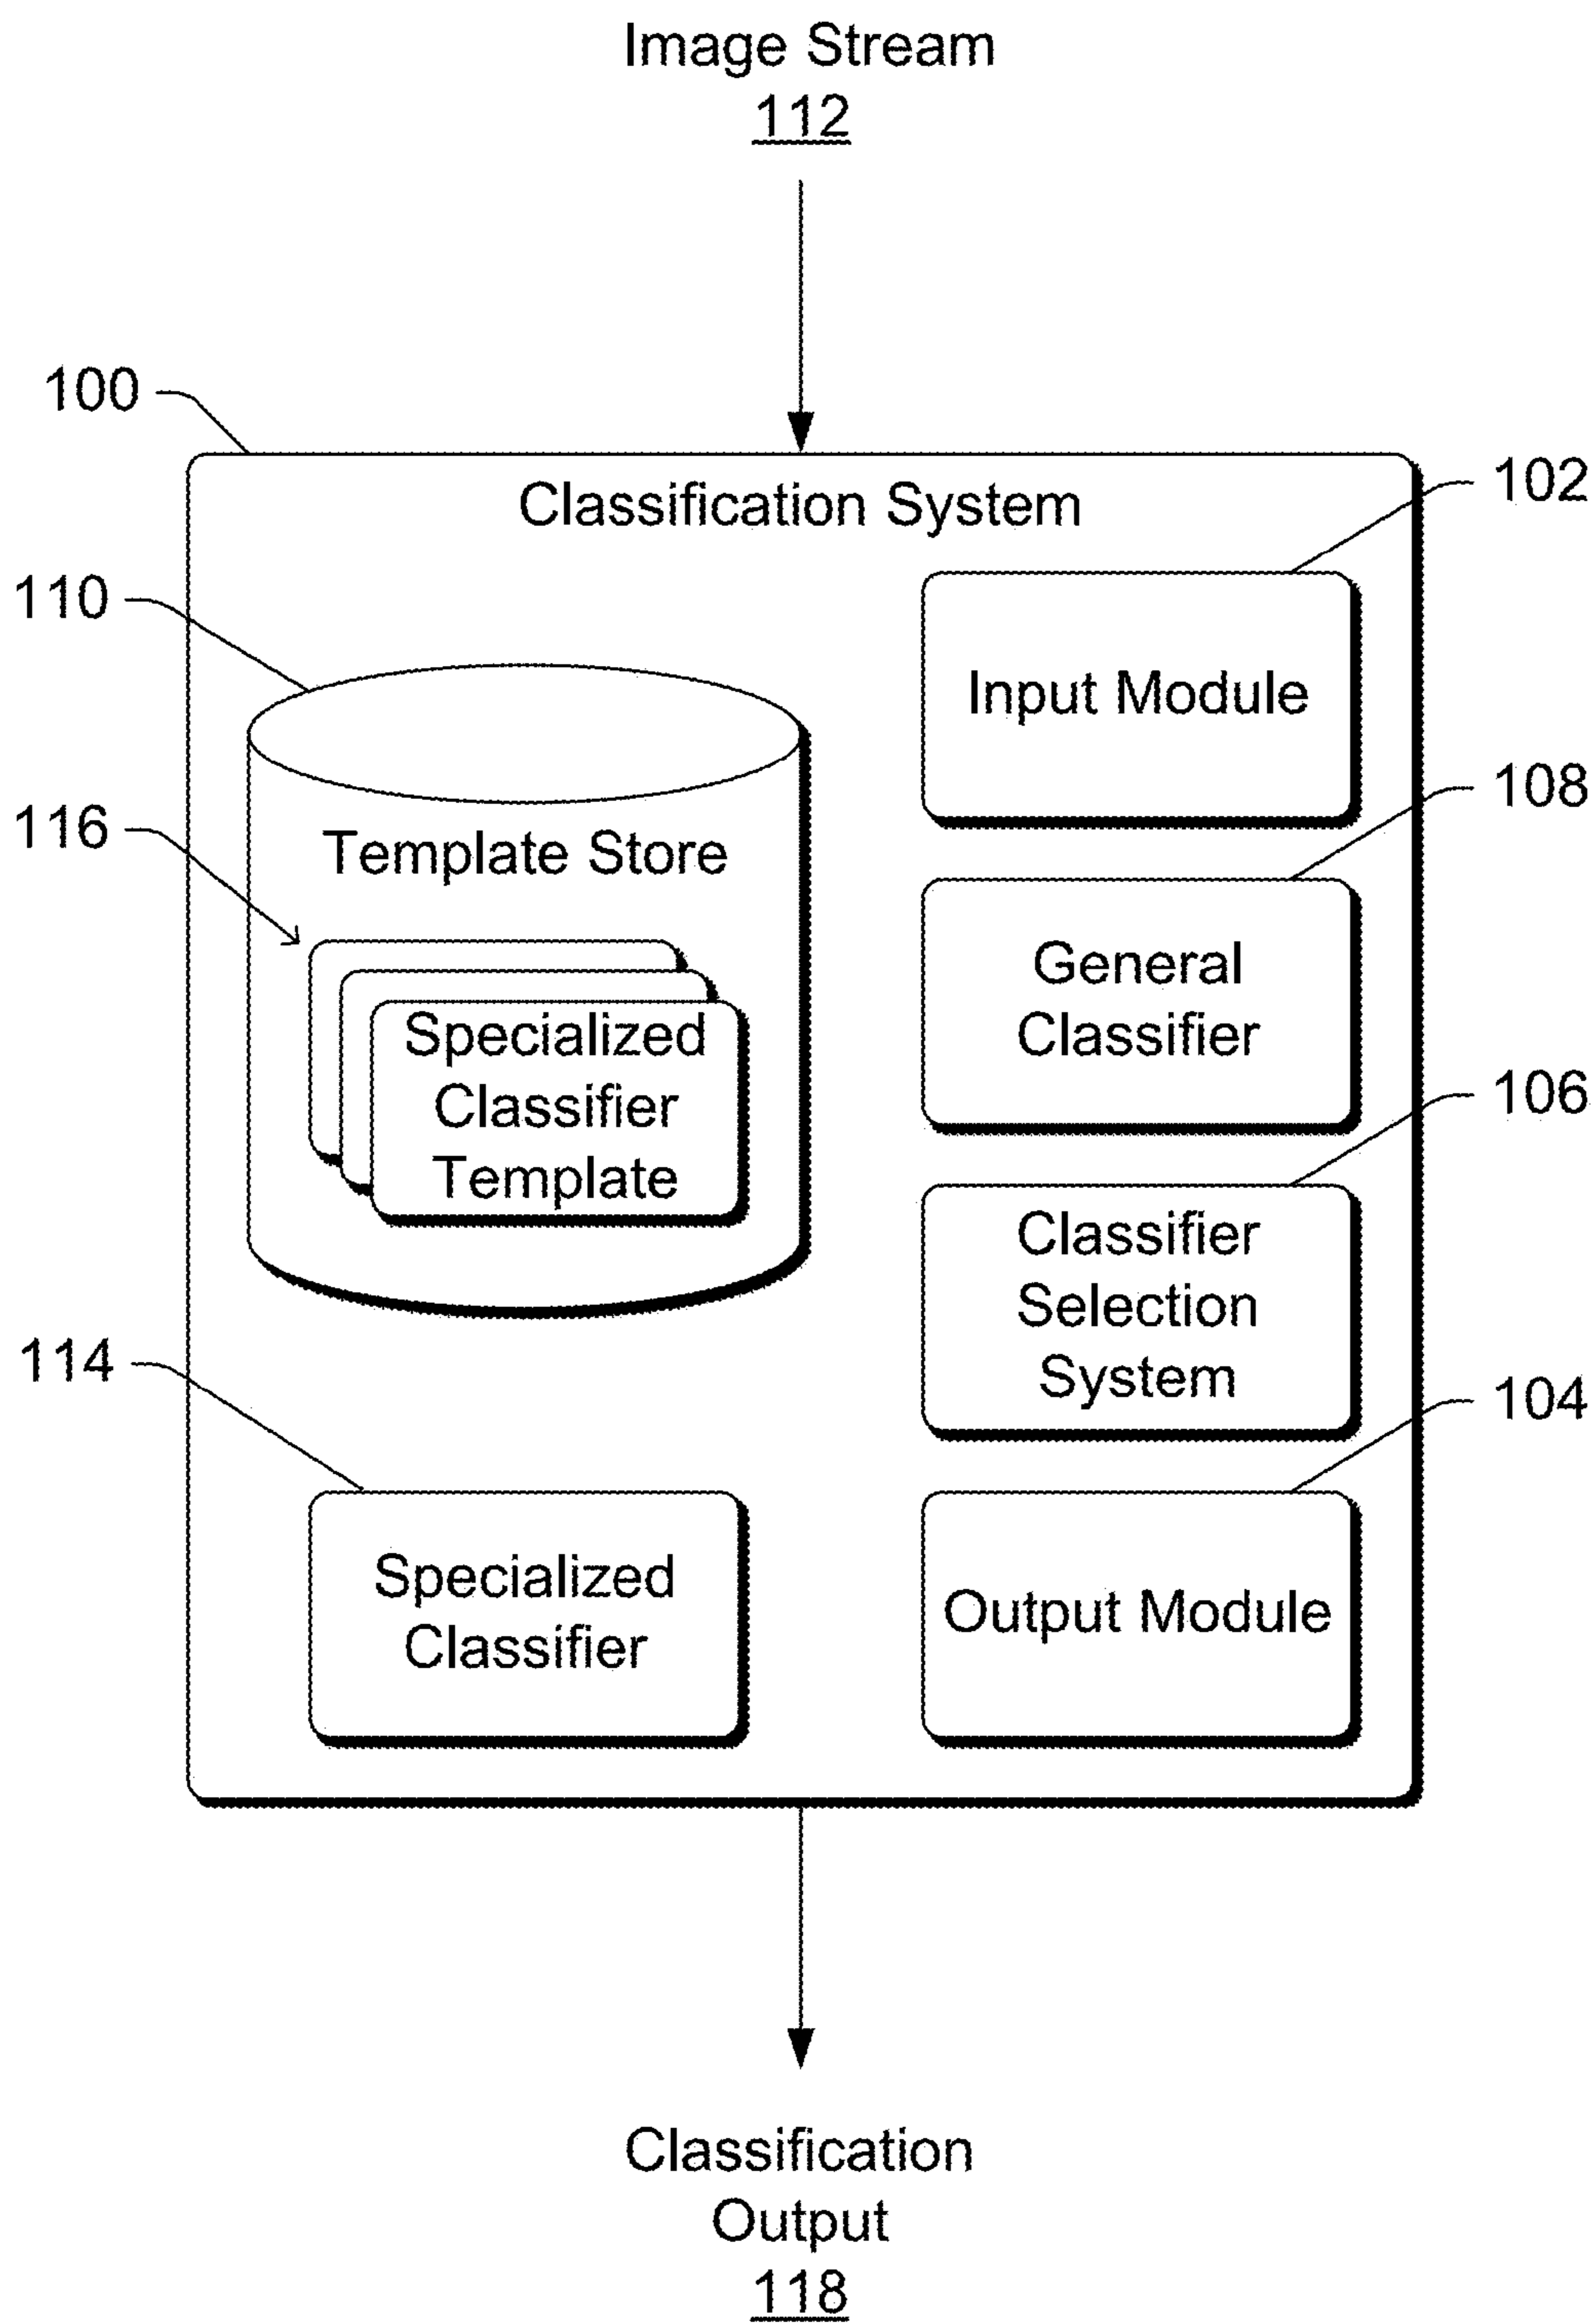 Image Stream
112
100
Classification System
102
Input Module
110
Template Store
108
General
Classifier
116
Specialized
Classifier
Template
106
Classifier
Selection
System
114
Specialized
Classifier
104
Output Module
Classification
Output
118